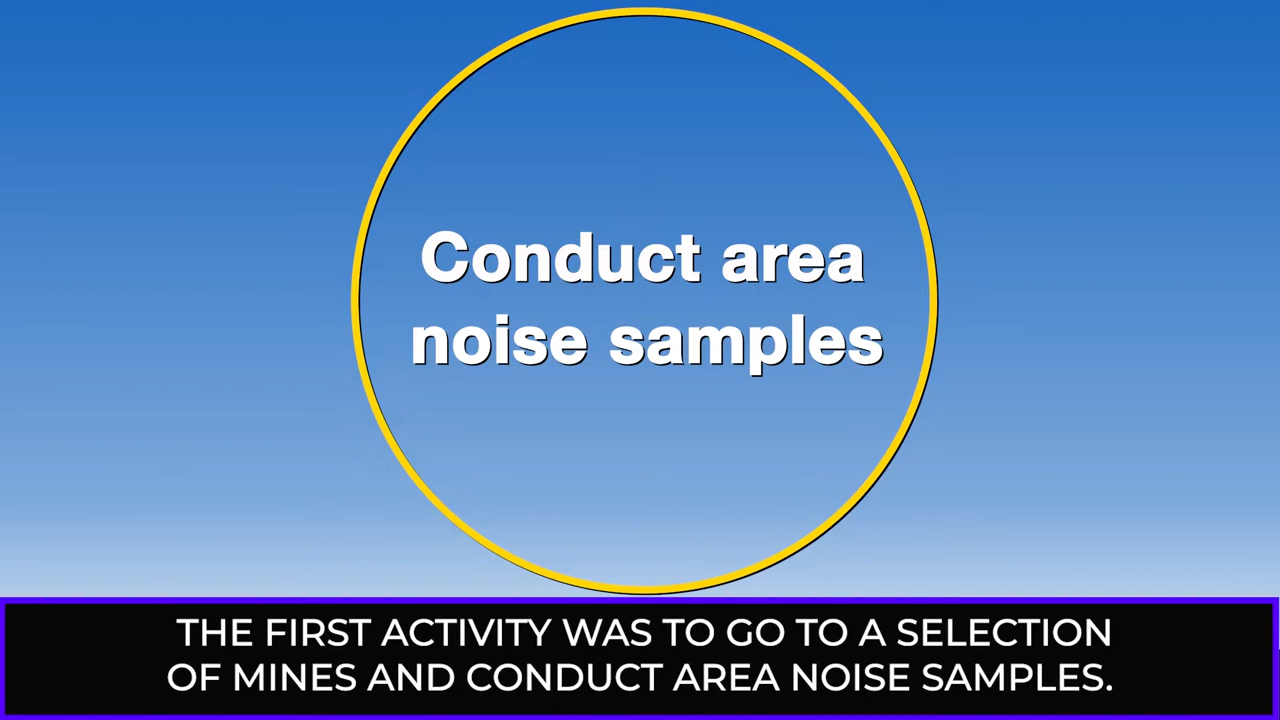 Conduct area
noise samples
THE FIRST ACTIVITY WAS TO GO TO A SELECTION
OF MINES AND CONDUCT AREA NOISE SAMPLES.